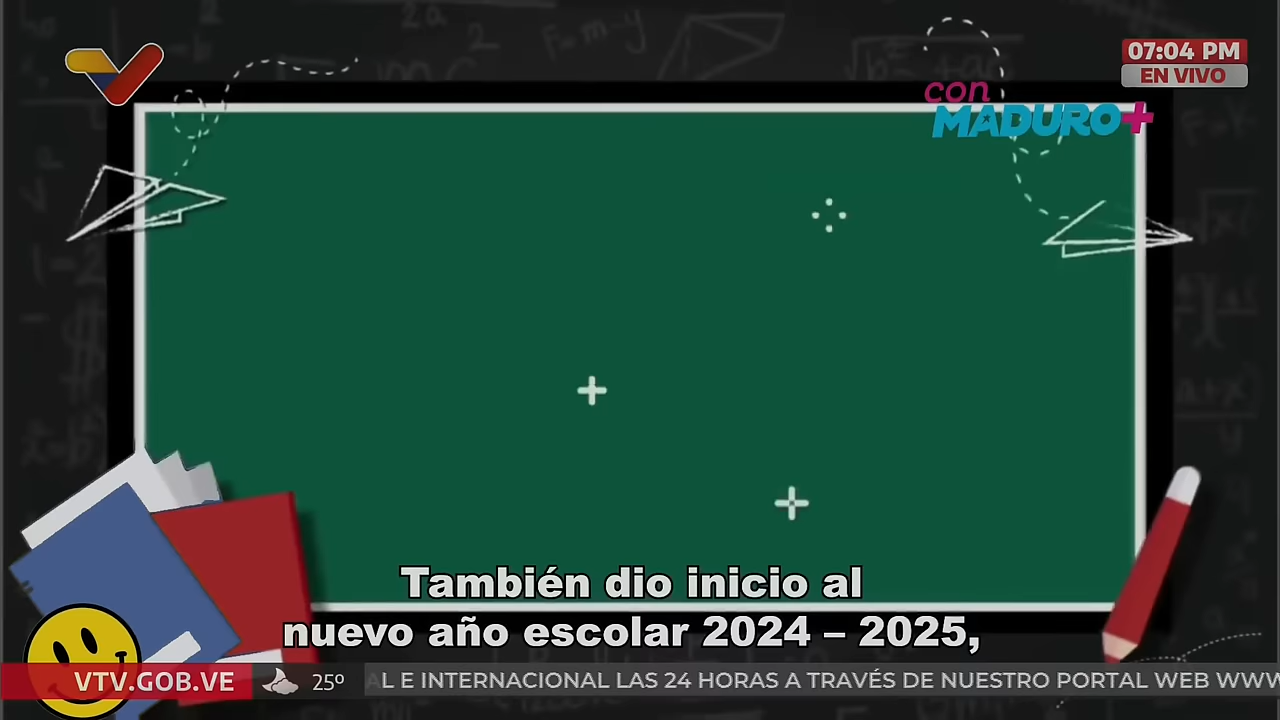 07:04 PM
EN VIVO
con
MADURO+
También dio inicio al
nuevo año escolar 2024 – 2025,
VTV.GOB.VE
25º
L E INTERNACIONAL LAS 24 HORAS A TRAVÉS DE NUESTRO PORTAL WEB WWW